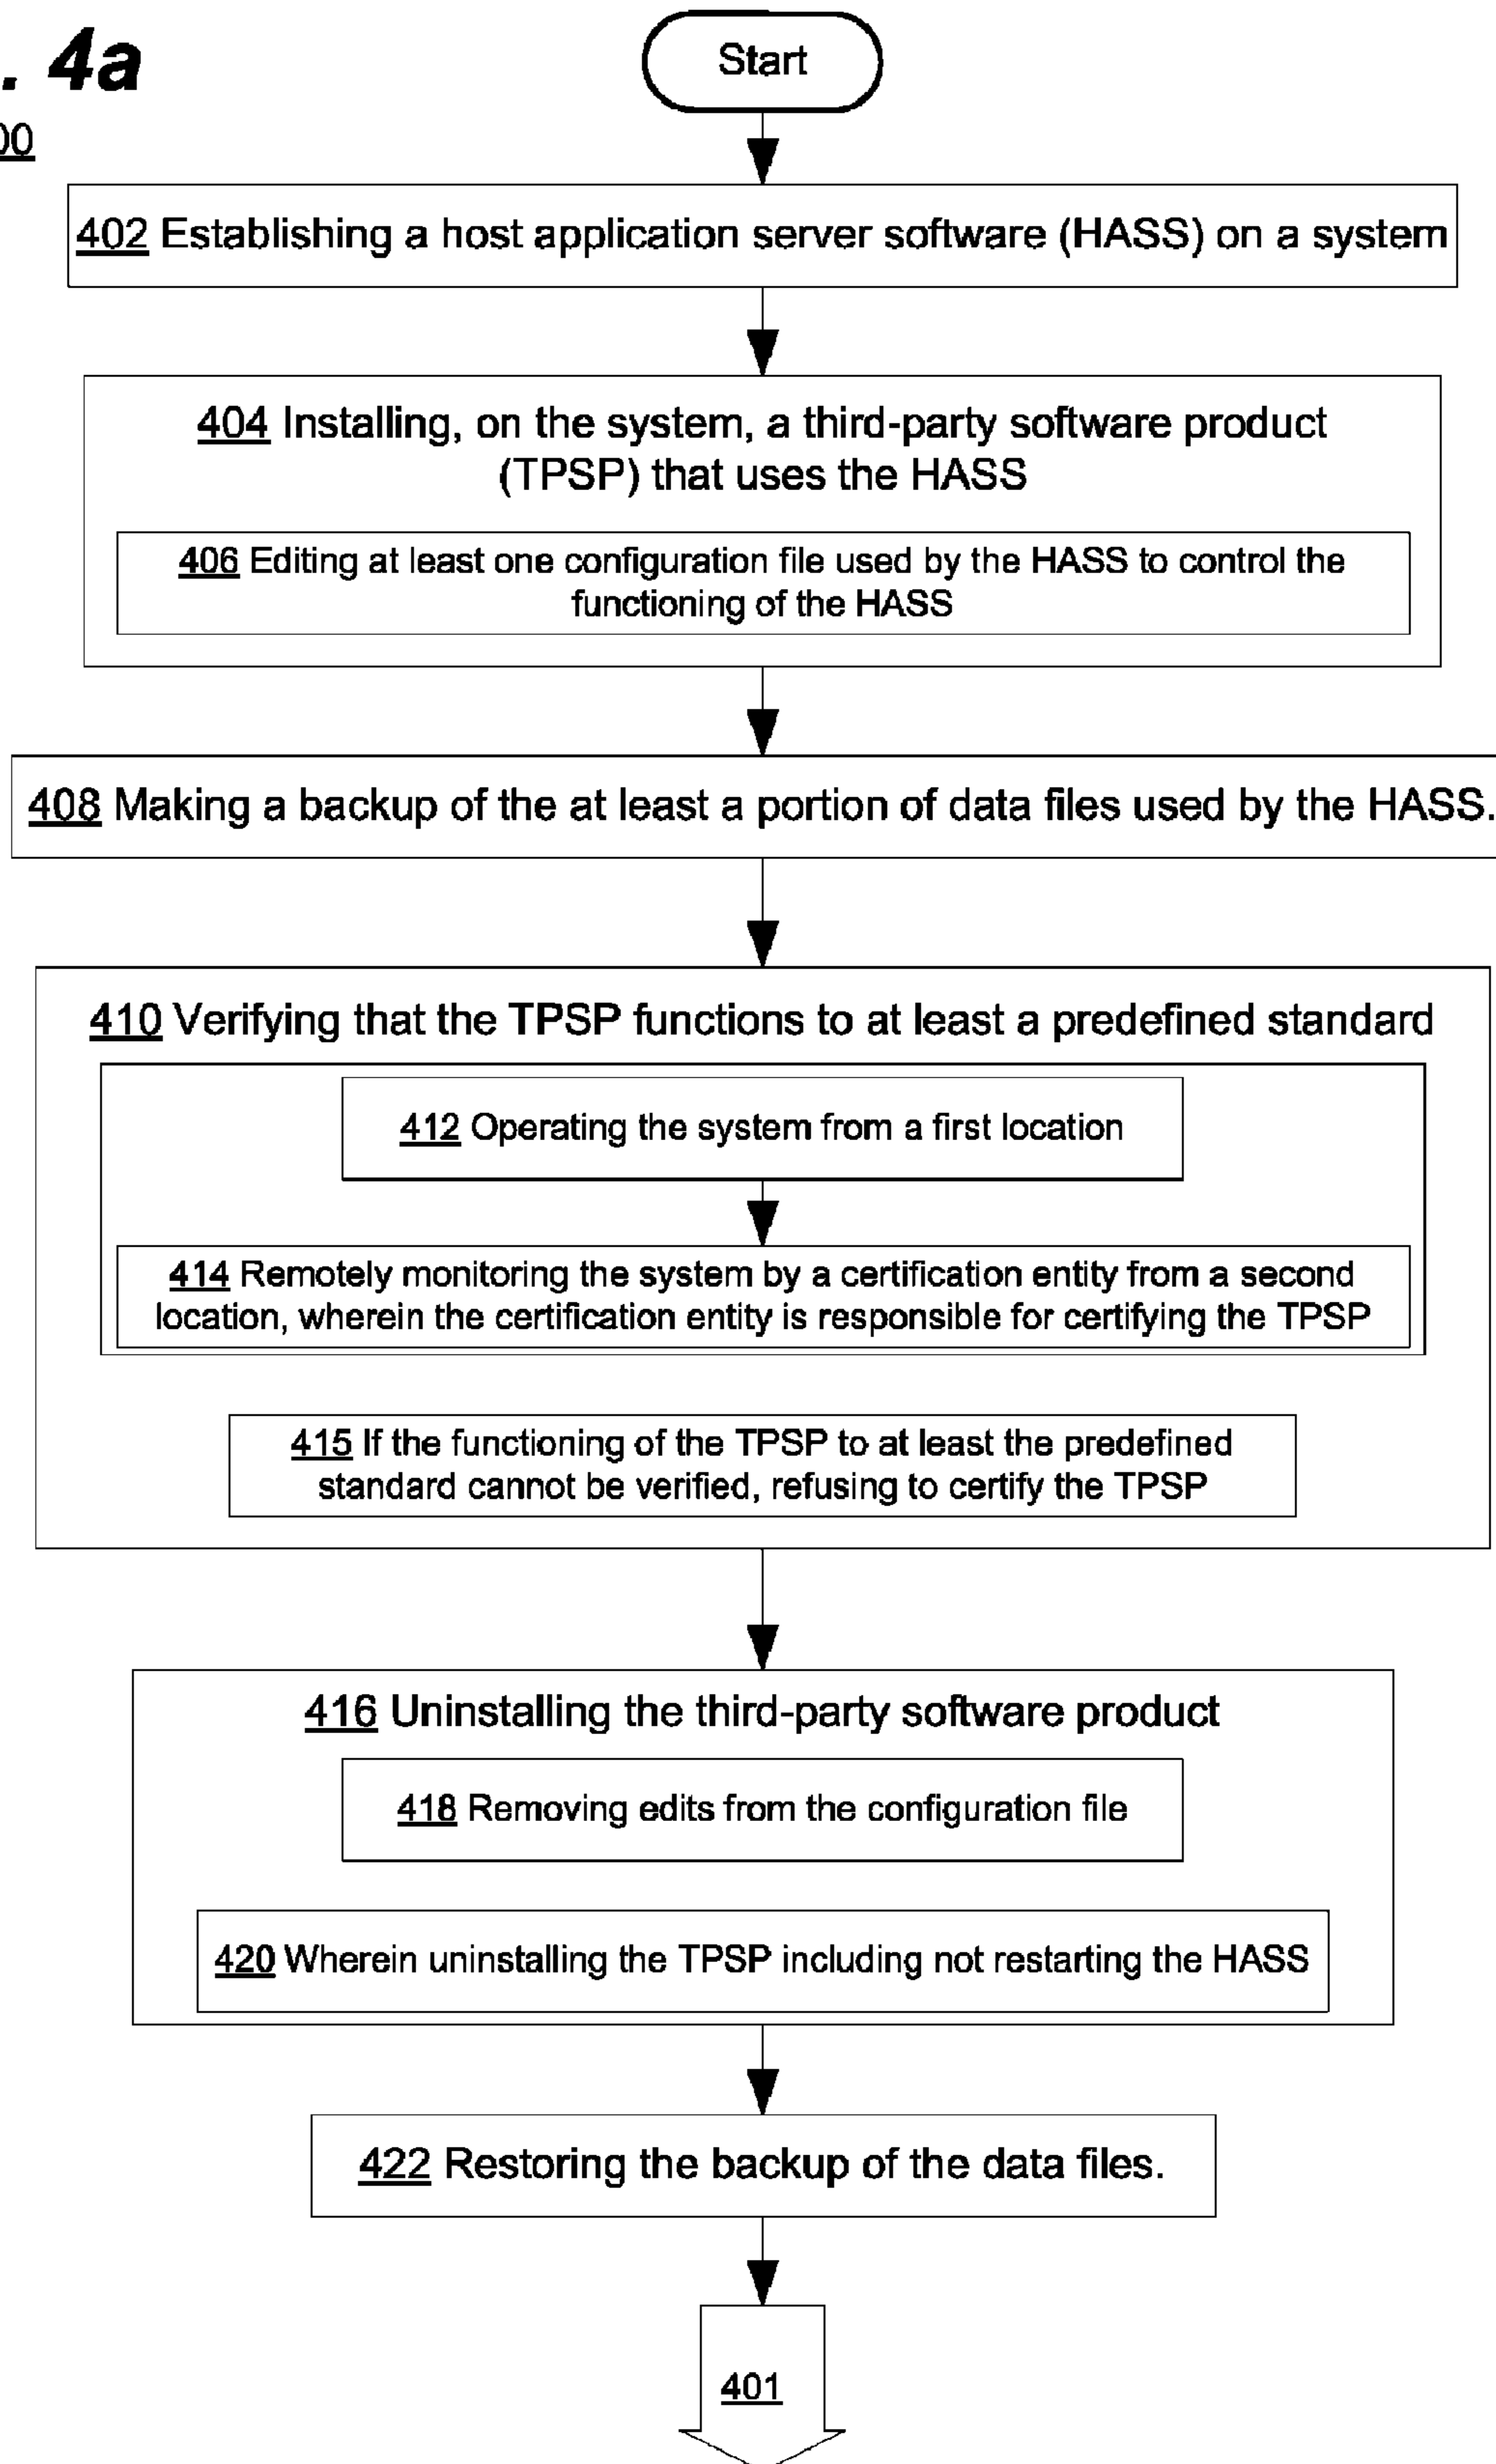 . 4a
00
Start
402 Establishing a host application server software (HASS) on a system
404 Installing, on the system, a third-party software product
(TPSP) that uses the HASS
406 Editing at least one configuration file used by the HASS to control the
functioning of the HASS
408 Making a backup of the at least a portion of data files used by the HASS.
410 Verifying that the TPSP functions to at least a predefined standard
412 Operating the system from a first location
414 Remotely monitoring the system by a certification entity from a second
location, wherein the certification entity is responsible for certifying the TPSP
415 If the functioning of the TPSP to at least the predefined
standard cannot be verified, refusing to certify the TPSP
416 Uninstalling the third-party software product
418 Removing edits from the configuration file
420 Wherein uninstalling the TPSP including not restarting the HASS
422 Restoring the backup of the data files.
401